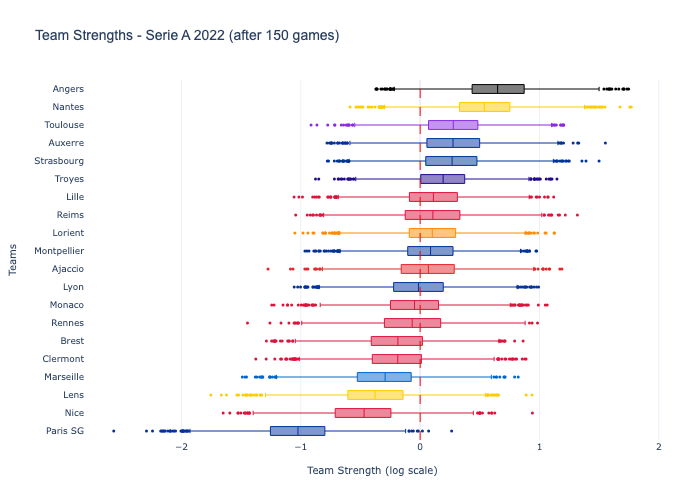 Team Strengths - Serie A 2022 (after 150 games)
Angers
Nantes
Toulouse
Auxerre
Strasbourg
Troyes
Lille
Reims
Lorient
Montpellier
Ajaccio
Lyon
Monaco
Rennes
Brest
Clermont
Marseille
Lens
Nice
Paris SG
Teams
−2 −1 0 1 2
Team Strength (log scale)